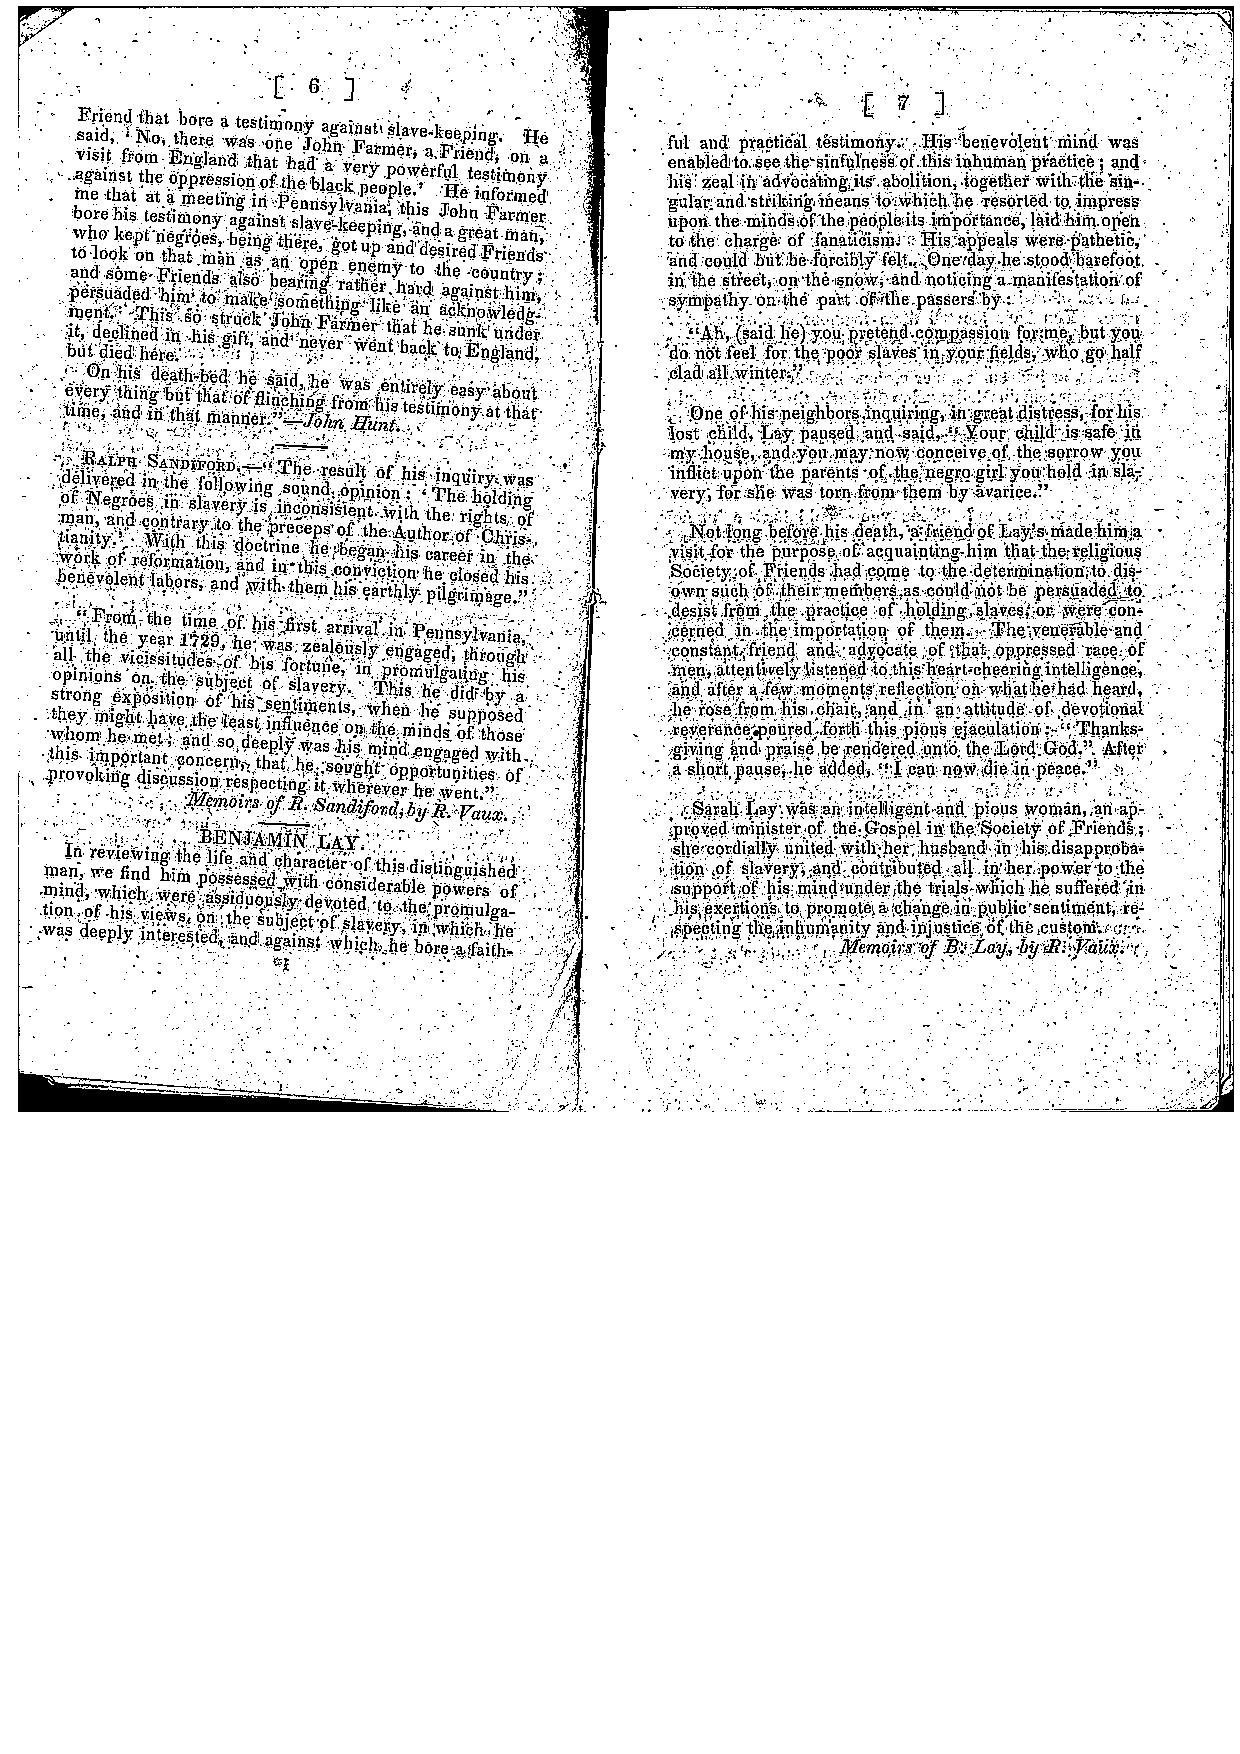 [ 6 ]
Friend that bore a testimony against slave-keeping. He
said, 'No, there was one John Farmer, a Friend, on a
visit from England that had a very powerful testimony
against the oppression of the black people.' He informed
me that at a meeting in Pennsylvania, this John Farmer
bore his testimony against slave-keeping, and a great man,
who kept negroes, being there, got up and desired Friends
to look on that man as an open enemy to the country;
and some Friends also bearing rather hard against him,
persuaded him to make something like an acknowledg-
ment. This so struck John Farmer that he sunk under
it, declined in his gift, and never went back to England,
but died here.
On his death-bed he said, he was entirely easy about
every thing but that of flinching from his testimony at that
time, and in that manner."—John Hunt.
RALPH SANDIFORD.—"The result of his inquiry was
delivered in the following sound opinion: 'The holding
of Negroes in slavery is inconsistent with the rights of
man, and contrary to the preceps of the Author of Chris-
tianity.' With this doctrine he began his career in the
work of reformation, and in this conviction he closed his
benevolent labors, and with them his earthly pilgrimage."
"From the time of his first arrival in Pennsylvania,
until the year 1729, he was zealously engaged, through
all the vicissitudes of his fortune, in promulgating his
opinions on the subject of slavery. This he did by a
strong exposition of his sentiments, when he supposed
they might have the least influence on the minds of those
whom he met; and so deeply was his mind engaged with
this important concern, that he sought opportunities of
provoking discussion respecting it wherever he went."
Memoirs of R. Sandiford, by R. Vaux.
BENJAMIN LAY.
In reviewing the life and character of this distinguished
man, we find him possessed with considerable powers of
mind, which were assiduously devoted to the promulga-
tion of his views, on the subject of slavery, in which he
was deeply interested, and against which he bore a faith-
[ 7 ]
ful and practical testimony. His benevolent mind was
enabled to see the sinfulness of this inhuman practice; and
his zeal in advocating its abolition, together with the sin-
gular and striking means to which he resorted to impress
upon the minds of the people its importance, laid him open
to the charge of fanaticism. His appeals were pathetic,
and could but be forcibly felt. One day he stood barefoot
in the street, on the snow, and noticing a manifestation of
sympathy on the part of the passers by:
"Ah, (said he) you pretend compassion for me, but you
do not feel for the poor slaves in your fields, who go half
clad all winter."
One of his neighbors inquiring, in great distress, for his
lost child, Lay paused and said, "Your child is safe in
my house, and you may now conceive of the sorrow you
inflict upon the parents of the negro girl you hold in sla-
very, for she was torn from them by avarice."
Not long before his death, a friend of Lay's made him a
visit for the purpose of acquainting him that the religious
Society of Friends had come to the determination to dis-
own such of their members as could not be persuaded to
desist from the practice of holding slaves, or were con-
cerned in the importation of them. The venerable and
constant friend and advocate of that oppressed race of
men, attentively listened to this heart-cheering intelligence,
and after a few moments reflection on what he had heard,
he rose from his chair, and in an attitude of devotional
reverence poured forth this pious ejaculation: "Thanks-
giving and praise be rendered unto the Lord God." After
a short pause, he added, "I can now die in peace."
Sarah Lay was an intelligent and pious woman, an ap-
proved minister of the Gospel in the Society of Friends;
she cordially united with her husband in his disapproba-
tion of slavery, and contributed all in her power to the
support of his mind under the trials which he suffered in
his exertions to promote a change in public sentiment, re-
specting the inhumanity and injustice of the custom.
Memoirs of B. Lay, by R. Vaux.